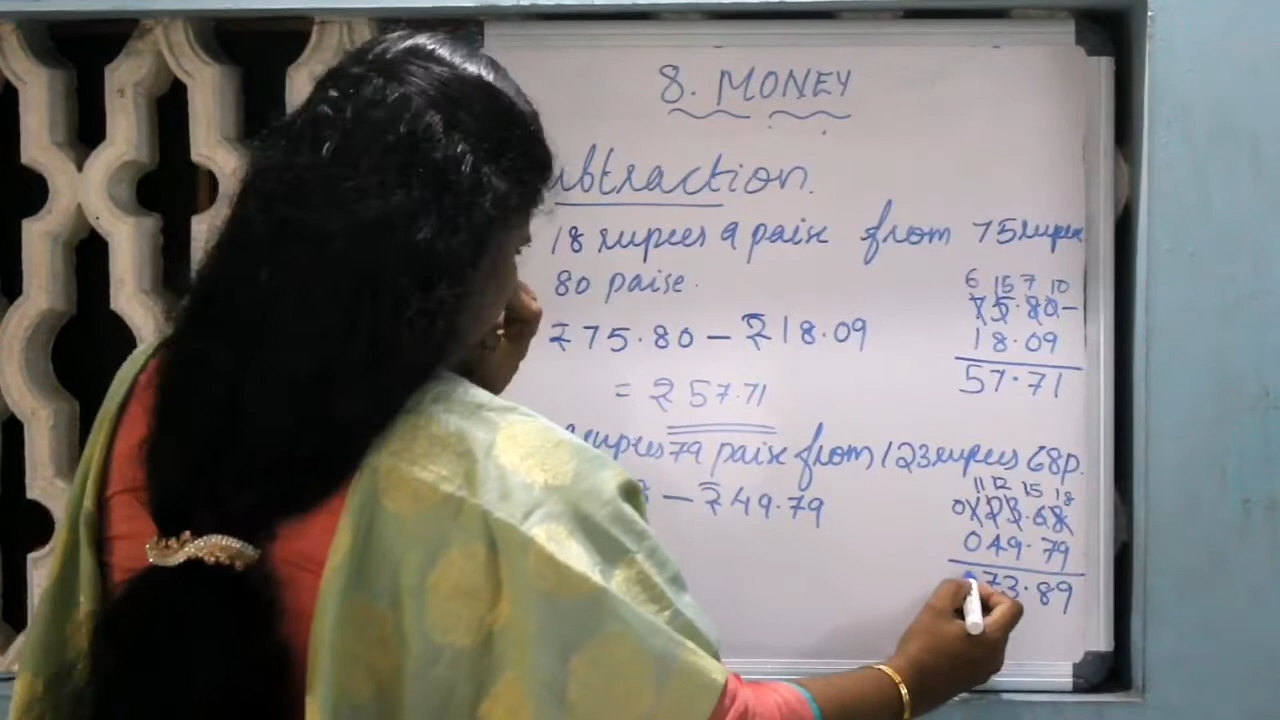 8. MONEY
ubtraction.
18 rupees 9 paise from 75 rupees
80 paise.
6 15 7 10
75.80 -
₹75.80 - ₹18.09
18.09
= ₹57.71
57.71
rupees 79 paise from 123 rupees 68p.
11 12 15 18
0123.68
- ₹49.79
049.79
73.89